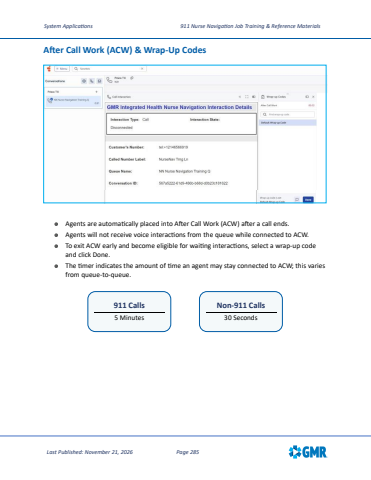 System Applications
911 Nurse Navigation Job Training & Reference Materials
After Call Work (ACW) & Wrap-Up Codes
GMR Integrated Health Nurse Navigation Interaction Details
Interaction Type: Call
Interaction State:
Disconnected
Customer's Number:
Called Number Label:
Queue Name:
Conversation ID:
● Agents are automatically placed into After Call Work (ACW) after a call ends.
● Agents will not receive voice interactions from the queue while connected to ACW.
● To exit ACW early and become eligible for waiting interactions, select a wrap-up code
and click Done.
● The timer indicates the amount of time an agent may stay connected to ACW; this varies
from queue-to-queue.
911 Calls
5 Minutes
Non-911 Calls
30 Seconds
Last Published: November 21, 2026
Page 285
GMR